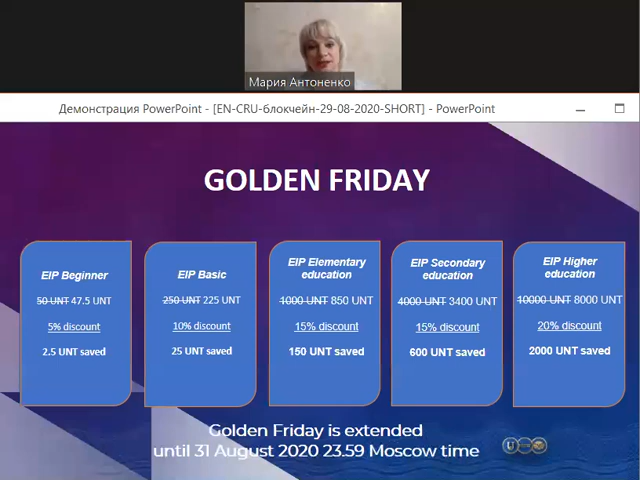 Мария Антоненко
Демонстрация PowerPoint - [EN-CRU-блокчейн-29-08-2020-SHORT] - PowerPoint
GOLDEN FRIDAY
EIP Beginner
50 UNT 47.5 UNT
5% discount
2.5 UNT saved
EIP Basic
250 UNT 225 UNT
10% discount
25 UNT saved
EIP Elementary
education
1000 UNT 850 UNT
15% discount
150 UNT saved
EIP Secondary
education
4000 UNT 3400 UNT
15% discount
600 UNT saved
EIP Higher
education
10000 UNT 8000 UNT
20% discount
2000 UNT saved
Golden Friday is extended
until 31 August 2020 23.59 Moscow time